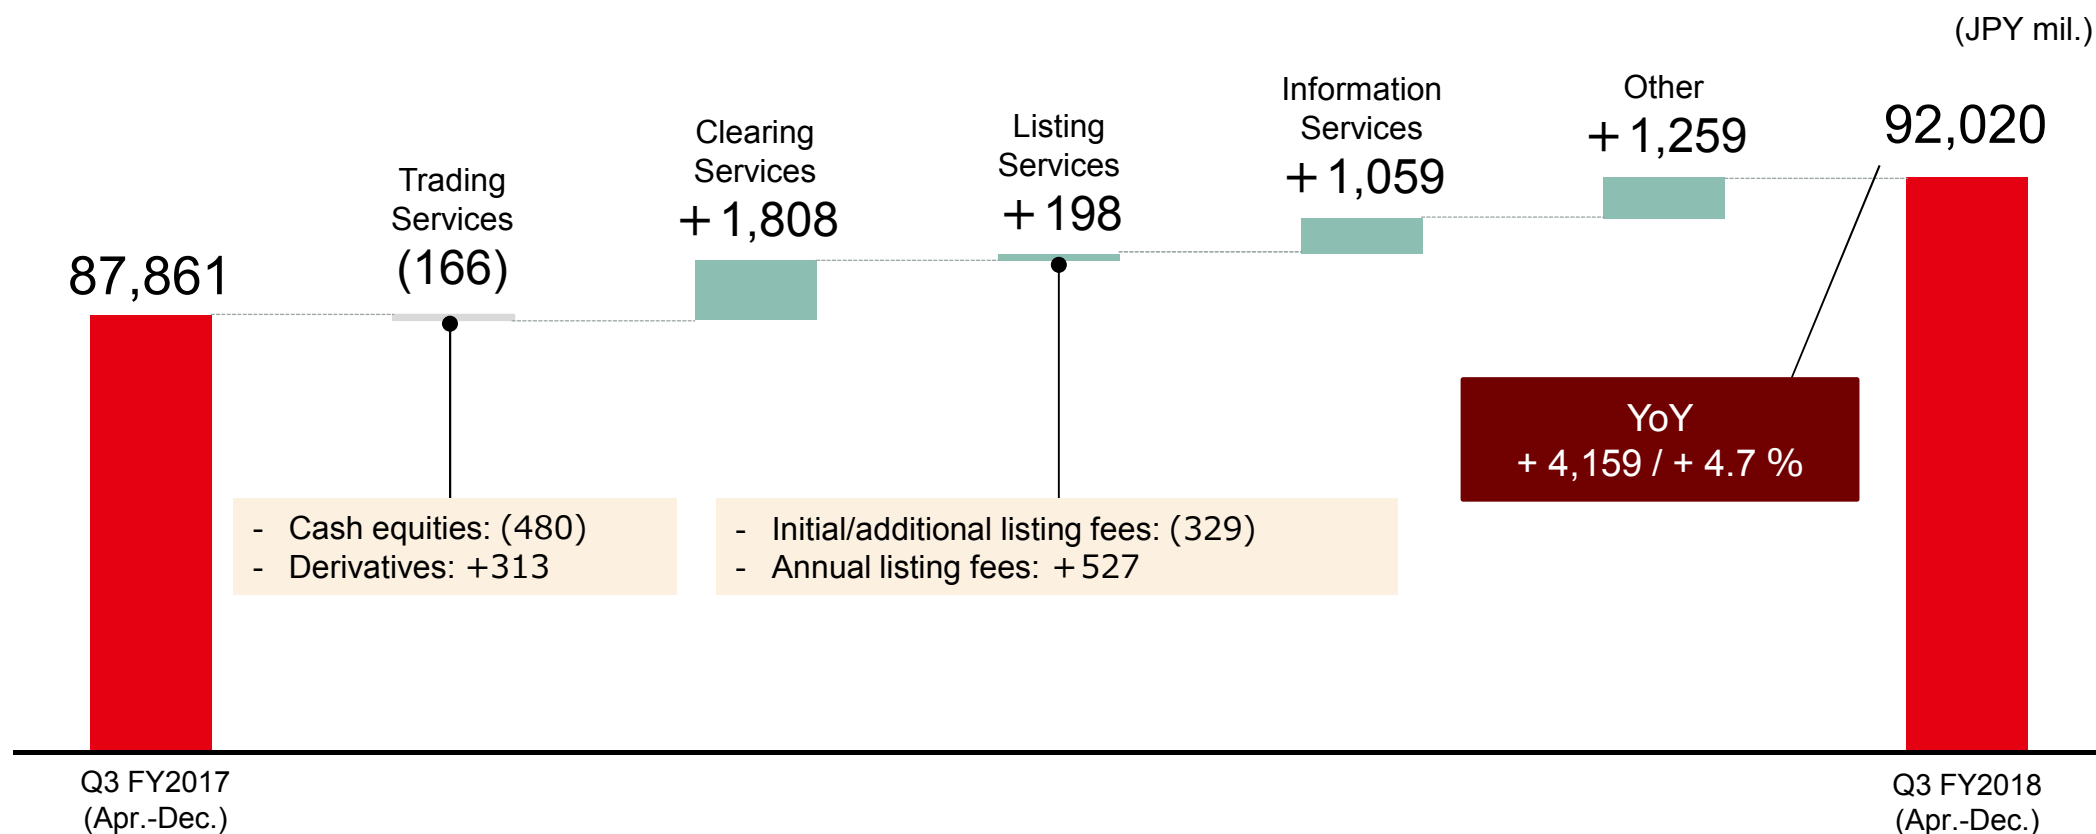 (JPY mil.)
87,861
Trading
Services
(166)
Clearing
Services
＋1,808
Listing
Services
＋198
Information
Services
＋1,059
Other
＋1,259
92,020
YoY
+ 4,159 / + 4.7 %
- Cash equities: (480)
- Derivatives: +313
- Initial/additional listing fees: (329)
- Annual listing fees: ＋527
Q3 FY2017
(Apr.-Dec.)
Q3 FY2018
(Apr.-Dec.)